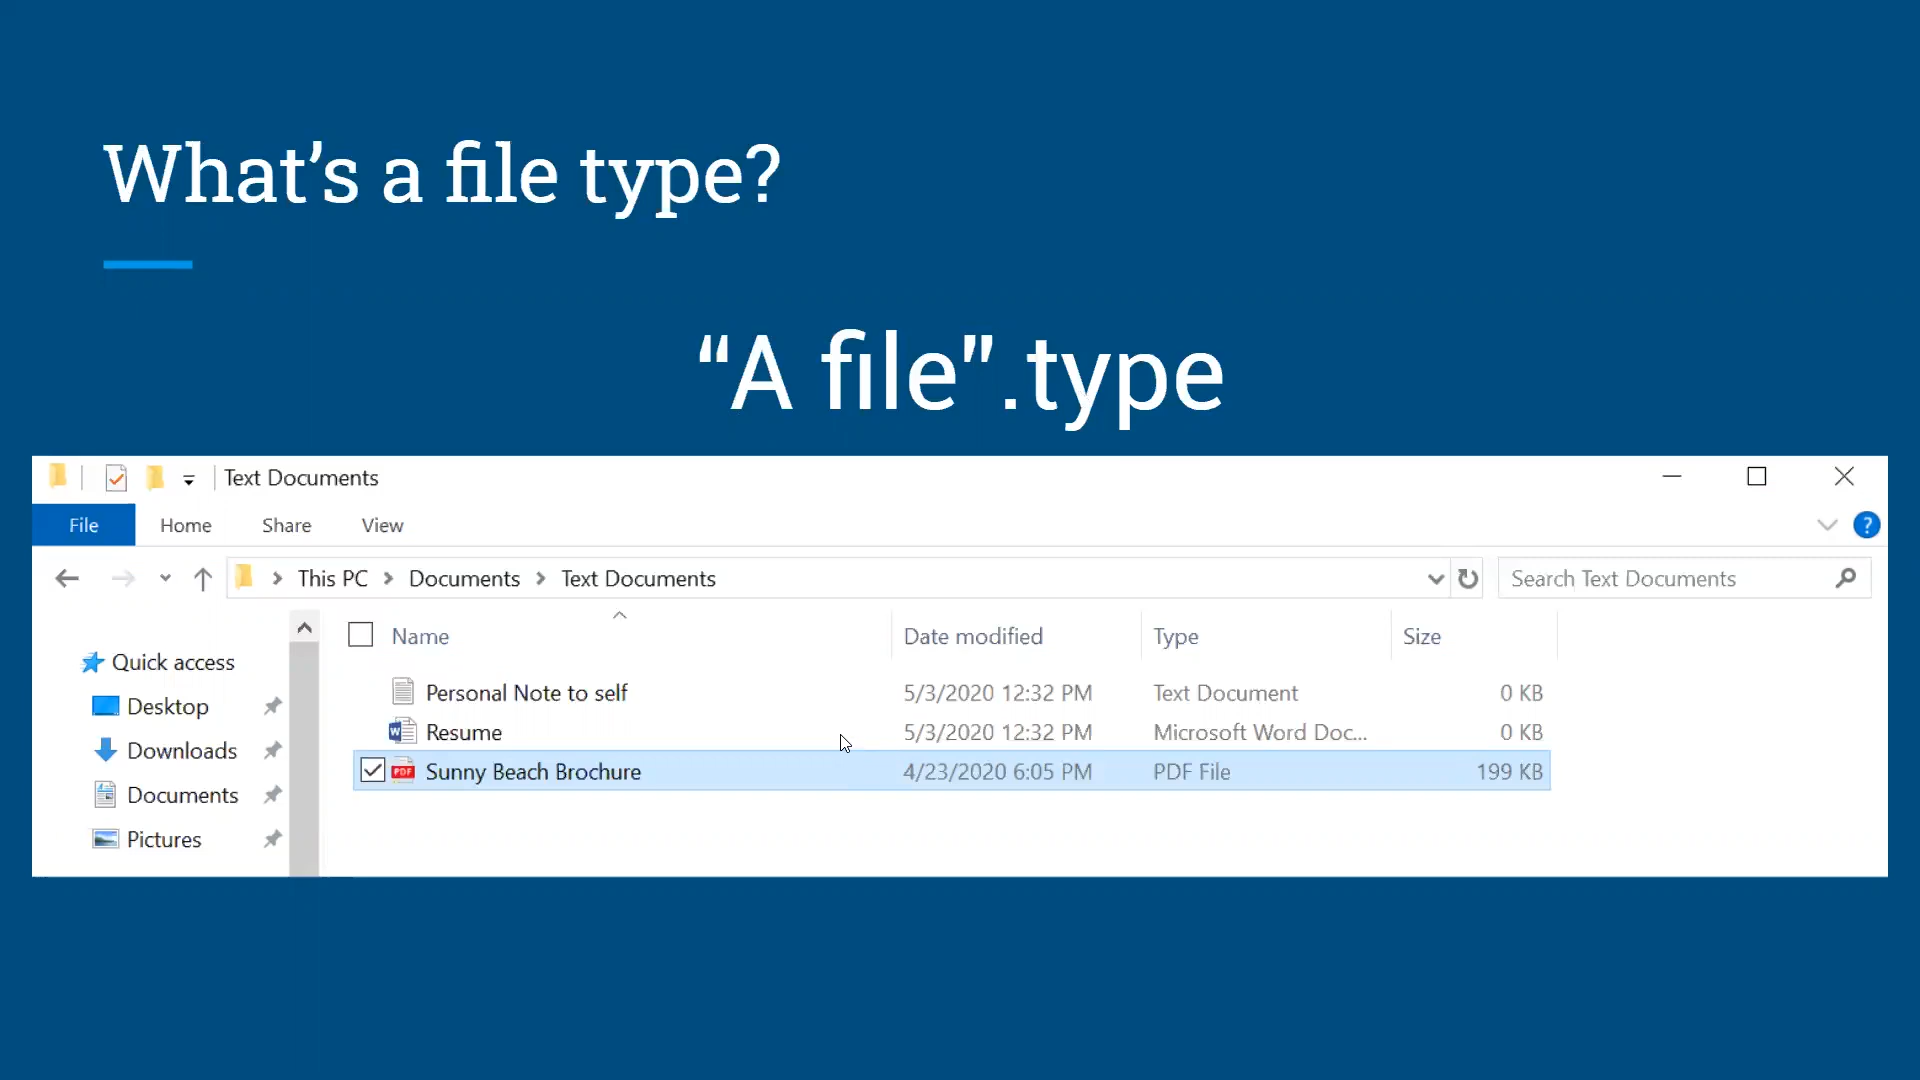 What’s a file type?
“A file”.type
Text Documents
File Home Share View
?
This PC > Documents > Text Documents
Search Text Documents
Name Date modified Type Size
Quick access
Desktop
Downloads
Documents
Pictures
Personal Note to self 5/3/2020 12:32 PM Text Document 0 KB
W Resume 5/3/2020 12:32 PM Microsoft Word Doc... 0 KB
PDF Sunny Beach Brochure 4/23/2020 6:05 PM PDF File 199 KB